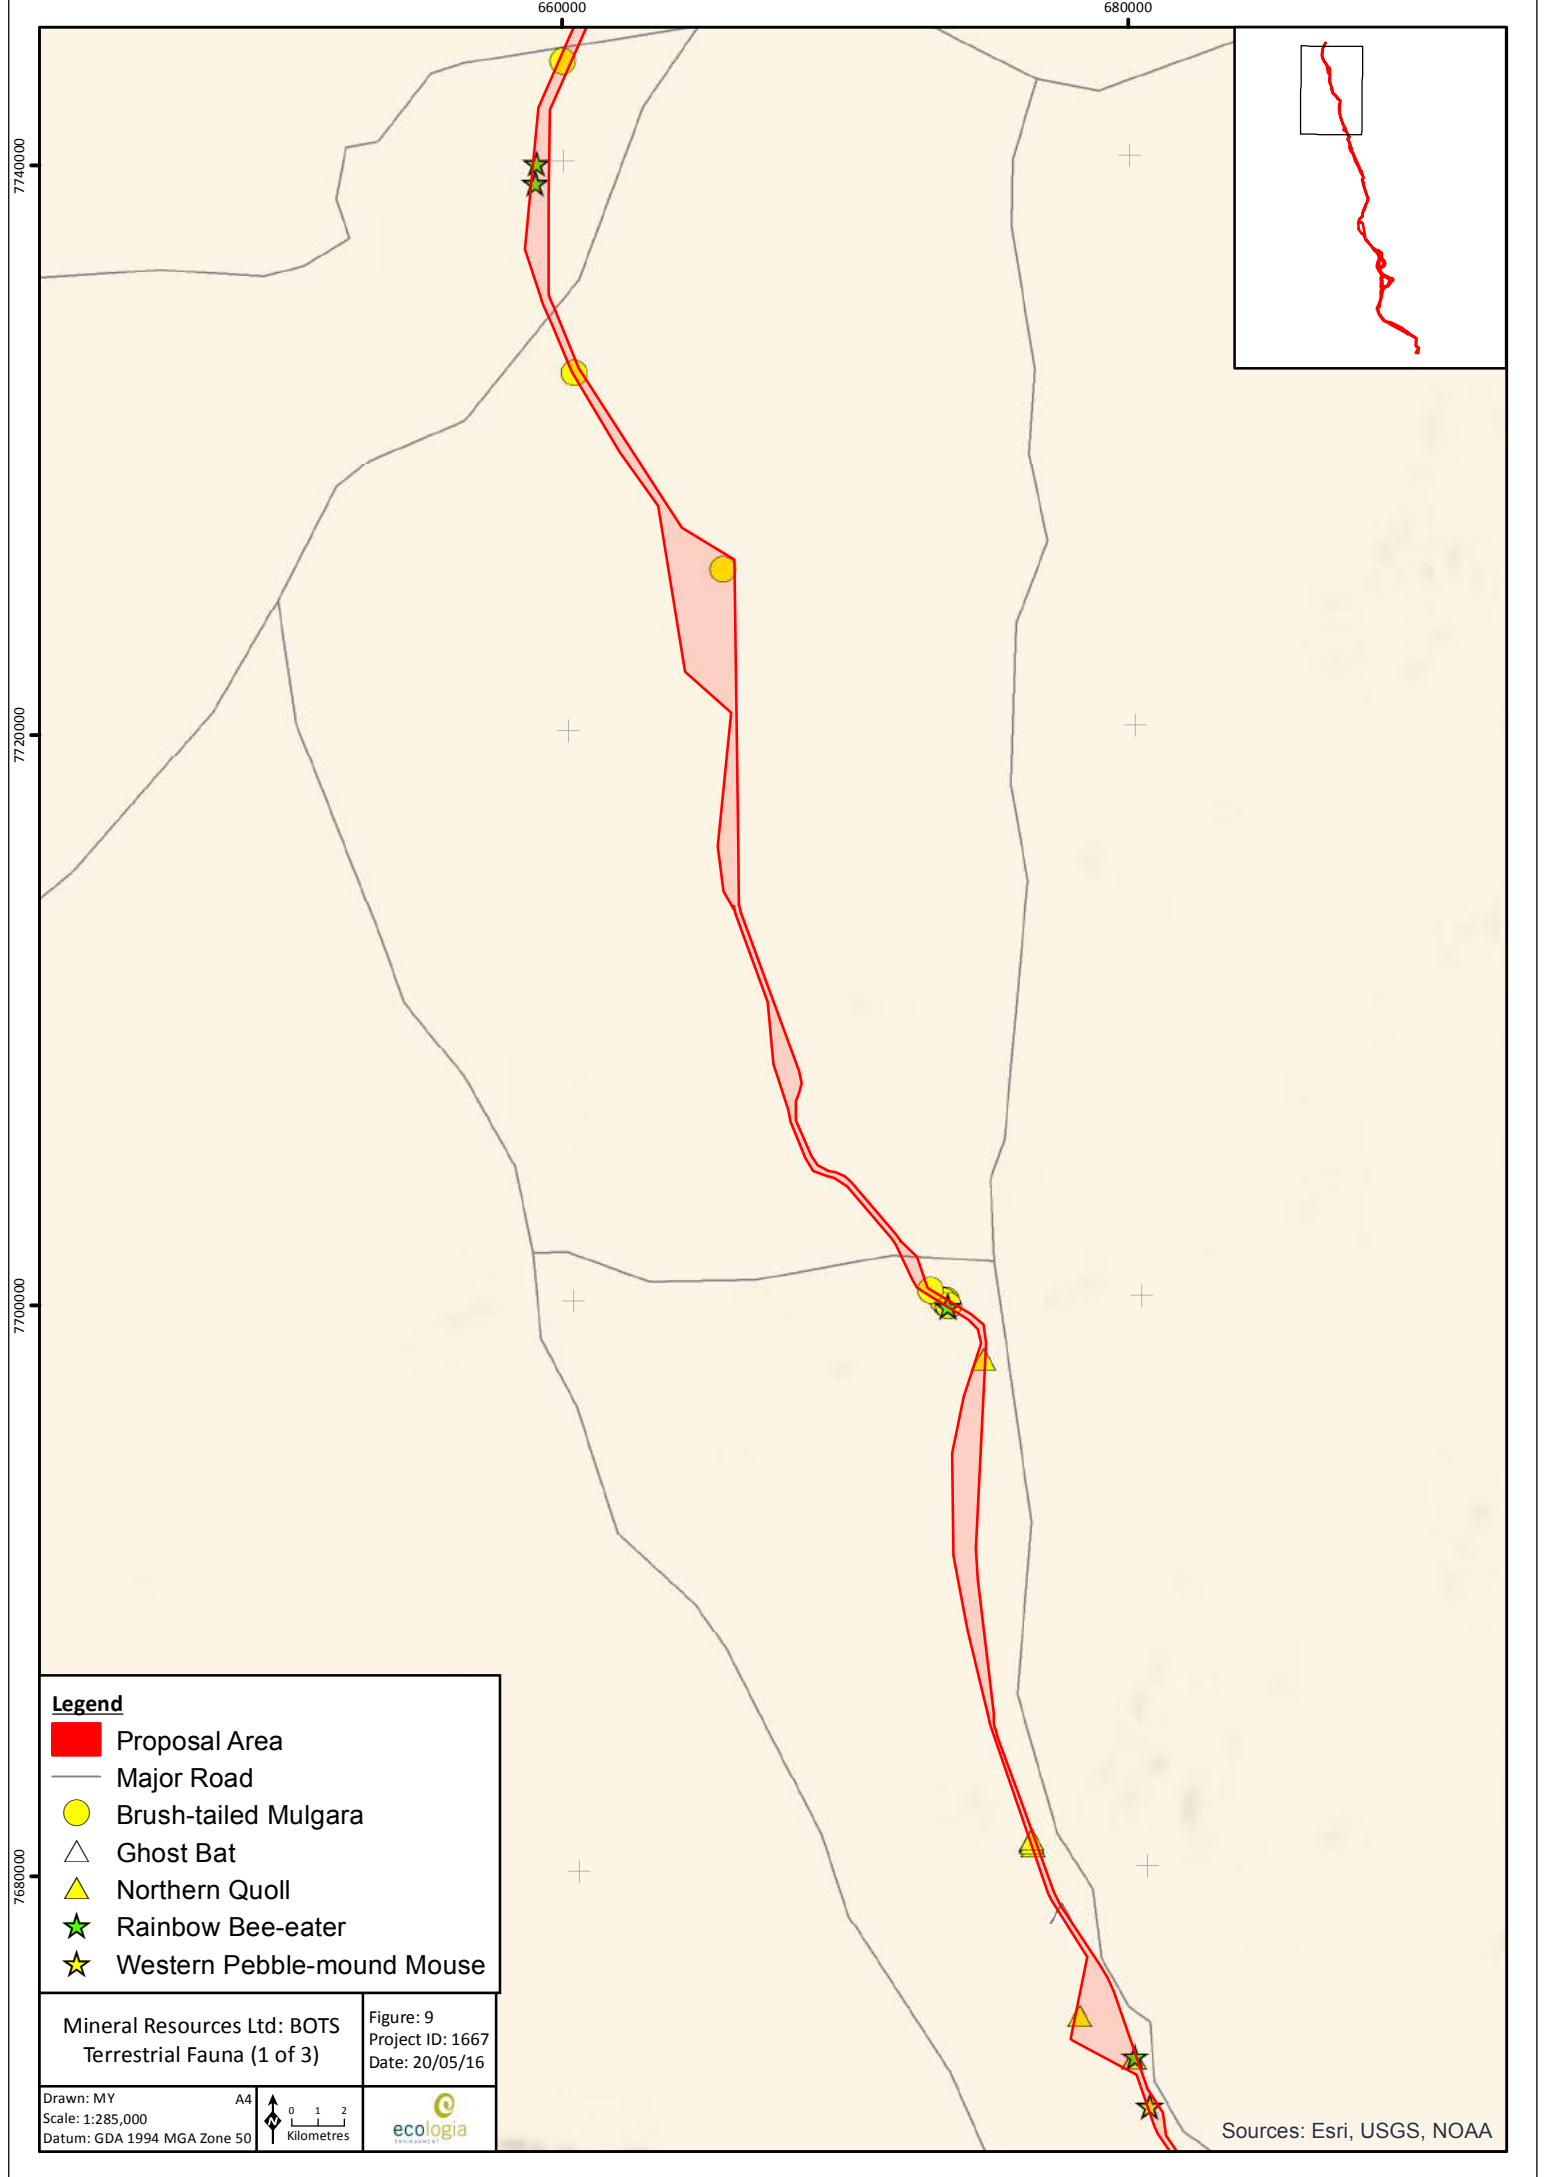 660000
680000
7740000
7720000
7700000
7680000
Legend
Proposal Area
Major Road
Brush-tailed Mulgara
Ghost Bat
Northern Quoll
Rainbow Bee-eater
Western Pebble-mound Mouse
Mineral Resources Ltd: BOTS
Terrestrial Fauna (1 of 3)
Figure: 9
Project ID: 1667
Date: 20/05/16
Drawn: MY A4
Scale: 1:285,000
Datum: GDA 1994 MGA Zone 50
N
0 1 2
Kilometres
ecologia
ENVIRONMENT
Sources: Esri, USGS, NOAA